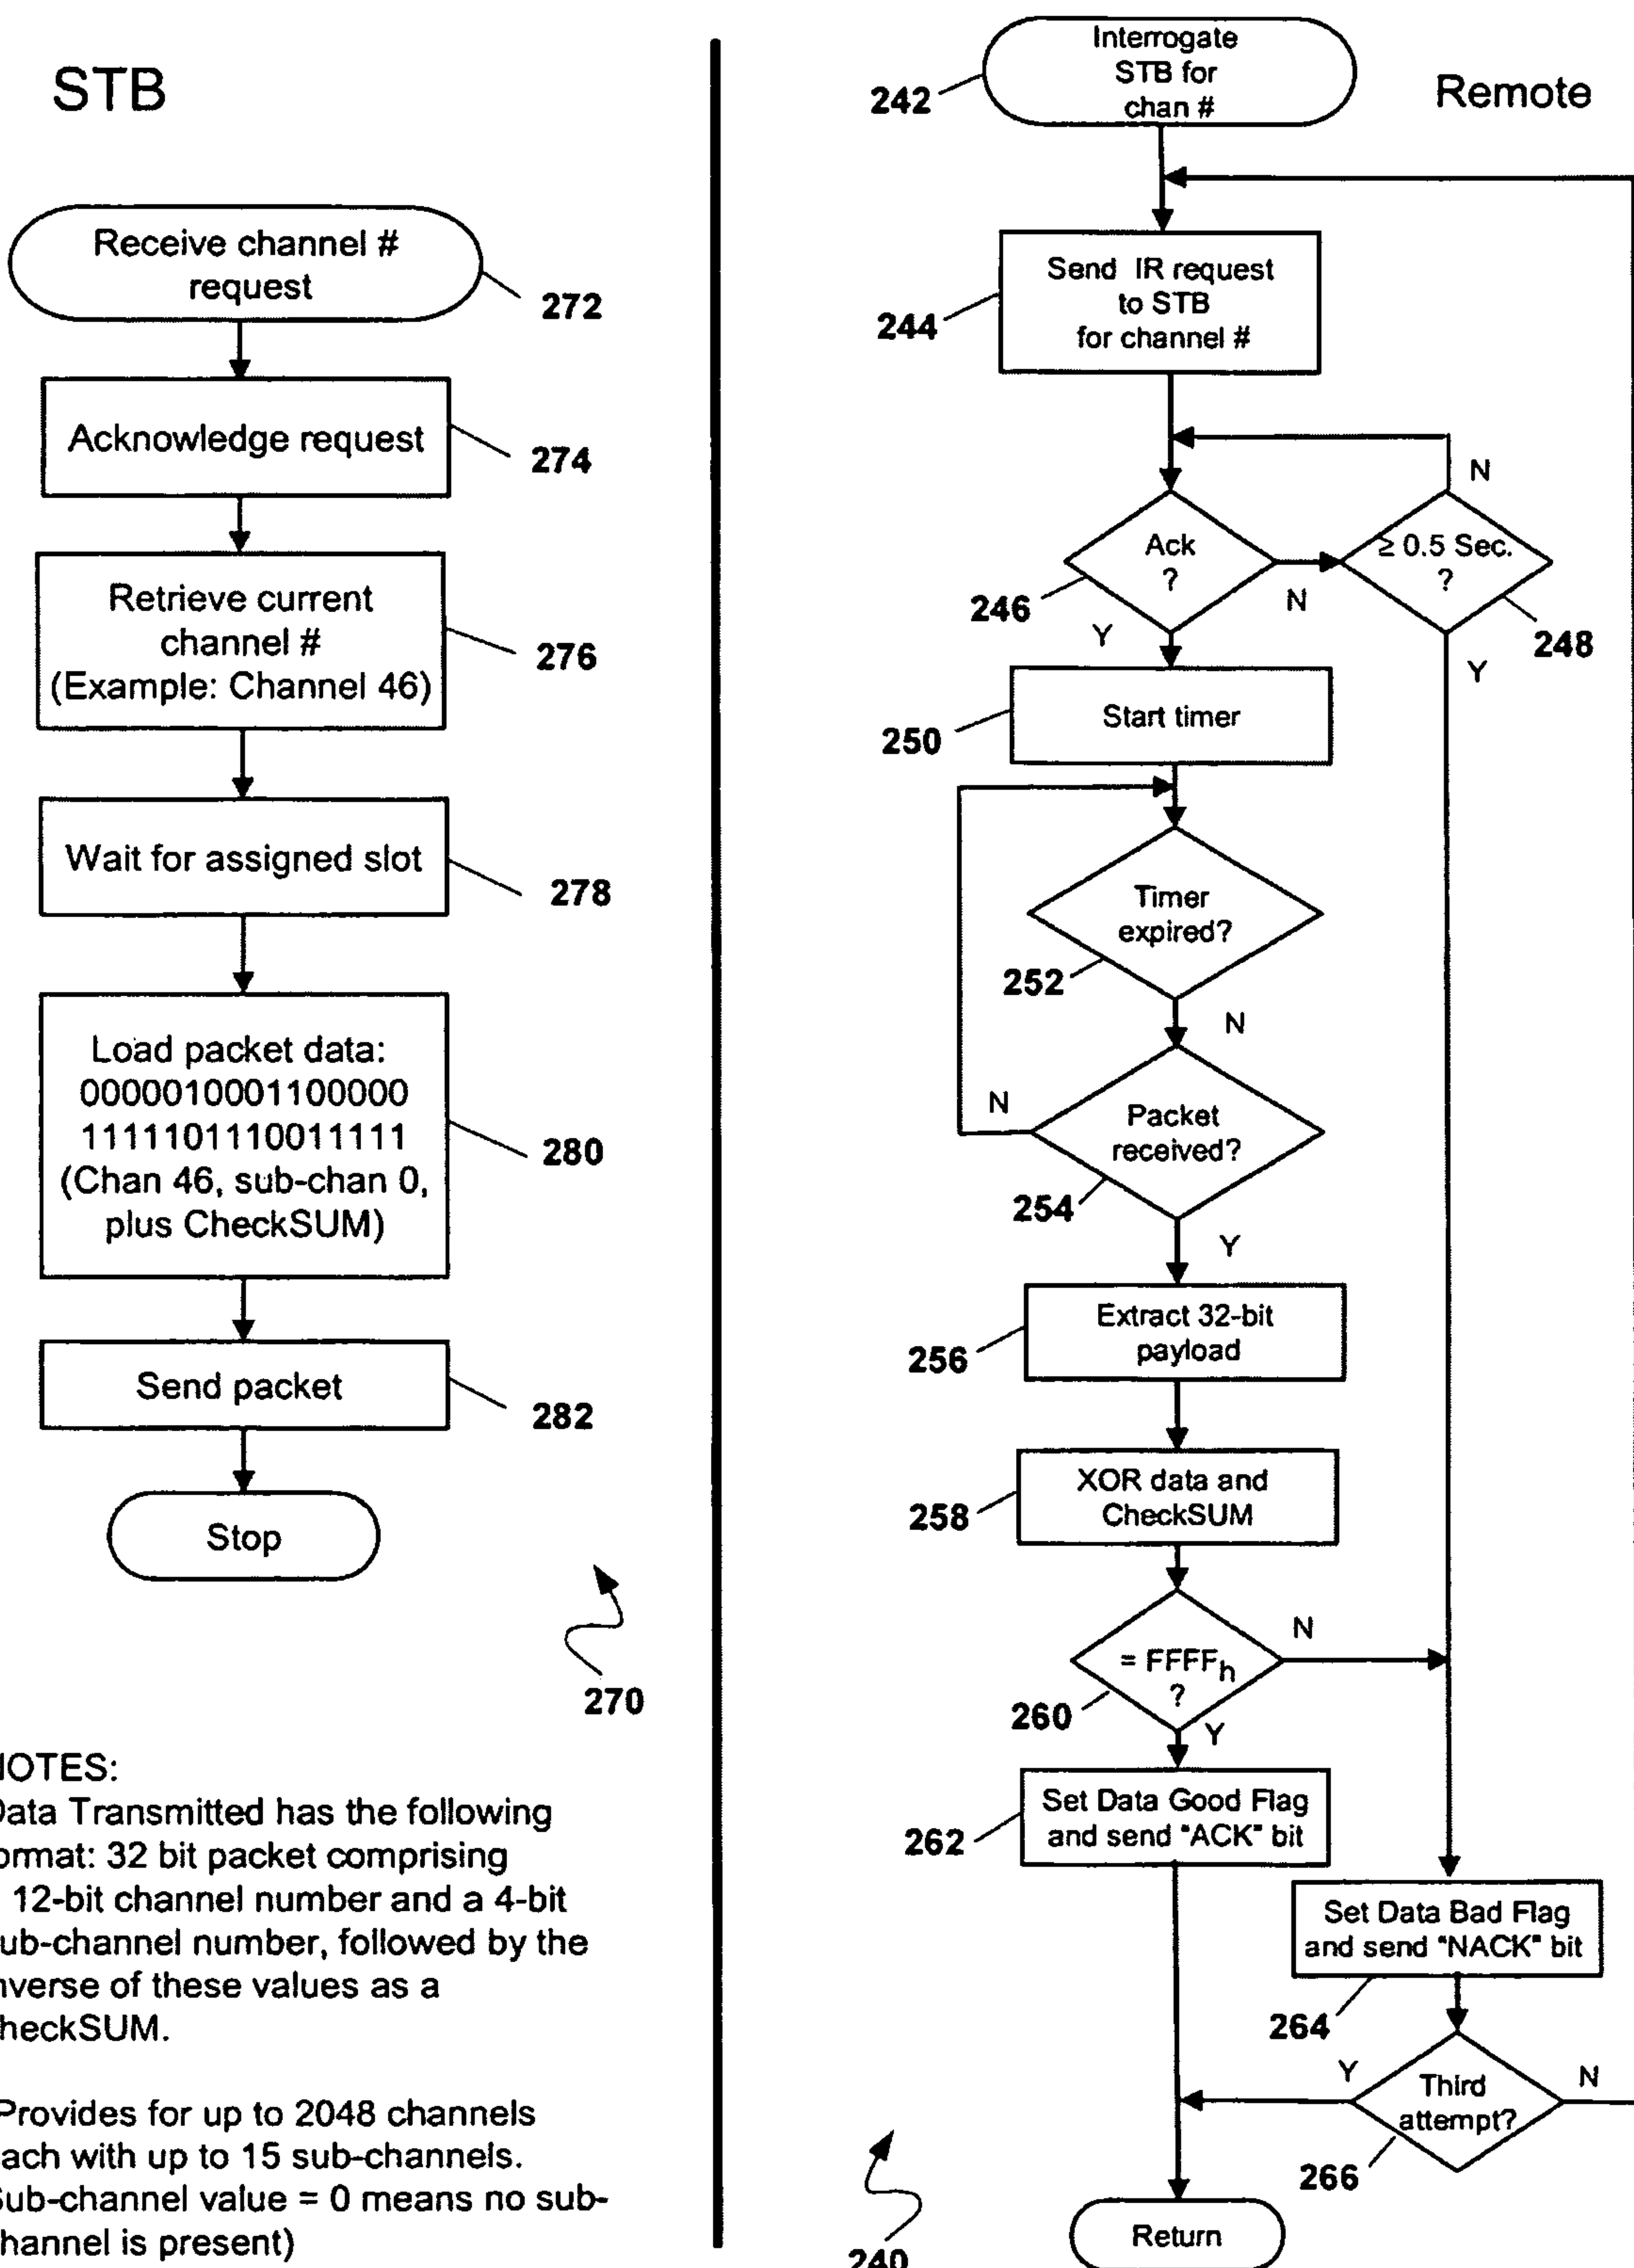 STB
Receive channel #
request
272
Acknowledge request
274
Retrieve current
channel #
(Example: Channel 46)
276
Wait for assigned slot
278
Load packet data:
0000010001100000
1111101110011111
(Chan 46, sub-chan 0,
plus CheckSUM)
280
Send packet
282
Stop
270
NOTES:
Data Transmitted has the following
ormat: 32 bit packet comprising
12-bit channel number and a 4-bit
ub-channel number, followed by the
nverse of these values as a
heckSUM.
Provides for up to 2048 channels
ach with up to 15 sub-channels.
Sub-channel value = 0 means no sub-
hannel is present)
Remote
Interrogate
STB for
chan #
242
Send IR request
to STB
for channel #
244
Ack
?
246
N
Y
≥ 0.5 Sec.
?
248
N
Y
Start timer
250
Timer
expired?
252
N
Packet
received?
254
N
Y
Extract 32-bit
payload
256
XOR data and
CheckSUM
258
= FFFFh
?
260
N
Y
Set Data Good Flag
and send "ACK" bit
262
Set Data Bad Flag
and send "NACK" bit
264
Third
attempt?
266
Y
N
Return
240